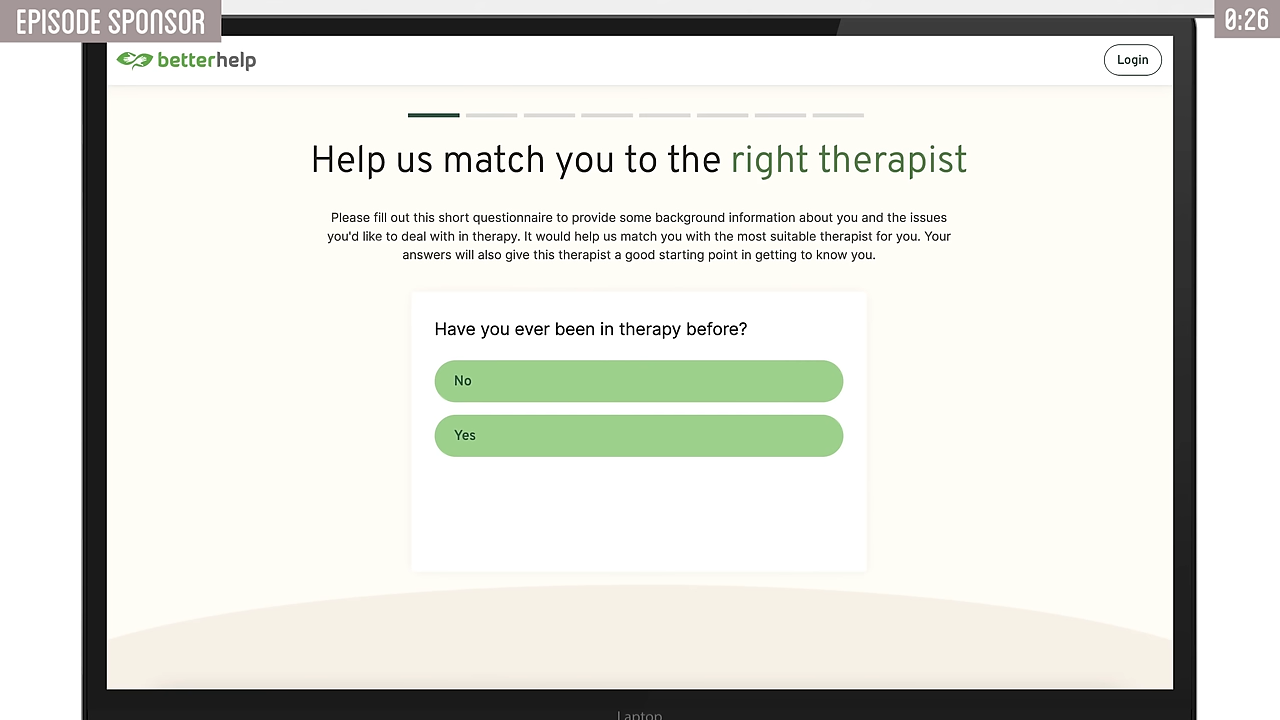 EPISODE SPONSOR
0:26
betterhelp
Login
Help us match you to the right therapist
Please fill out this short questionnaire to provide some background information about you and the issues
you'd like to deal with in therapy. It would help us match you with the most suitable therapist for you. Your
answers will also give this therapist a good starting point in getting to know you.
Have you ever been in therapy before?
No
Yes
Laptop